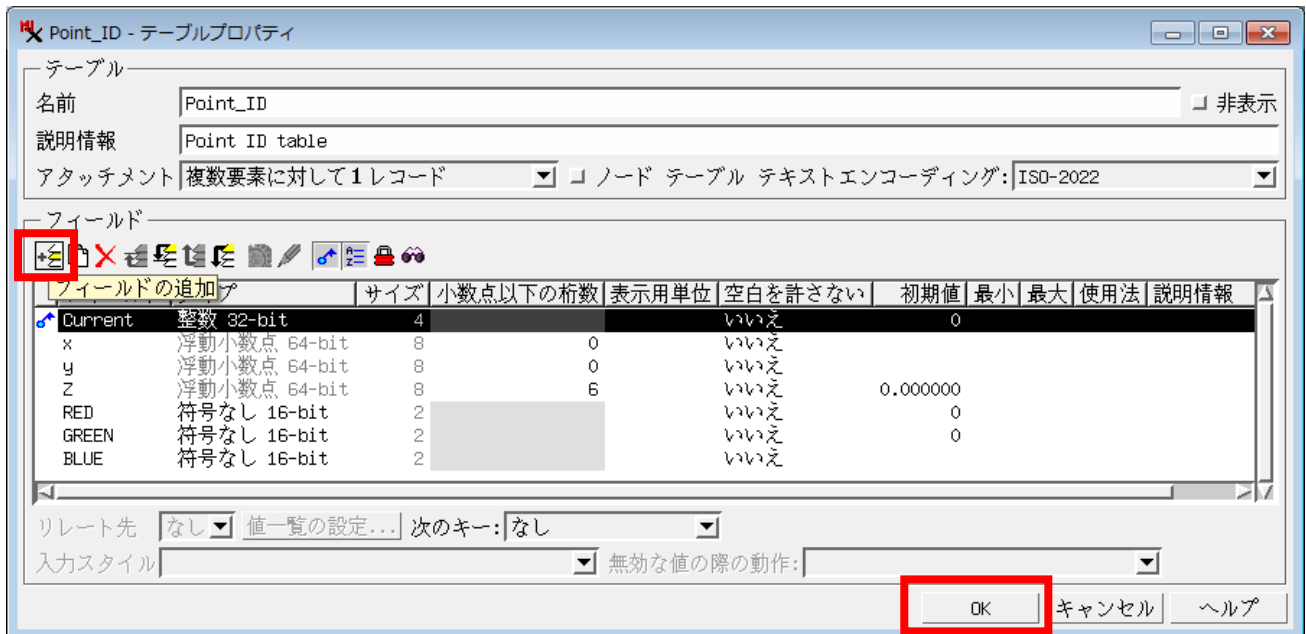 Point_ID - テーブルプロパティ
テーブル
名前 Point_ID 非表示
説明情報 Point ID table
アタッチメント 複数要素に対して１レコード ノード テーブル テキストエンコーディング: ISO-2022
フィールド
フィールドの追加 サイズ 小数点以下の桁数 表示用単位 空白を許さない 初期値 最小 最大 使用法 説明情報
Current 整数 32-bit 4 いいえ 0
x 浮動小数点 64-bit 8 0 いいえ
y 浮動小数点 64-bit 8 0 いいえ
Z 浮動小数点 64-bit 8 6 いいえ 0.000000
RED 符号なし 16-bit 2 いいえ 0
GREEN 符号なし 16-bit 2 いいえ 0
BLUE 符号なし 16-bit 2 いいえ
リレート先 なし 値一覧の設定... 次のキー: なし
入力スタイル 無効な値の際の動作:
OK キャンセル ヘルプ